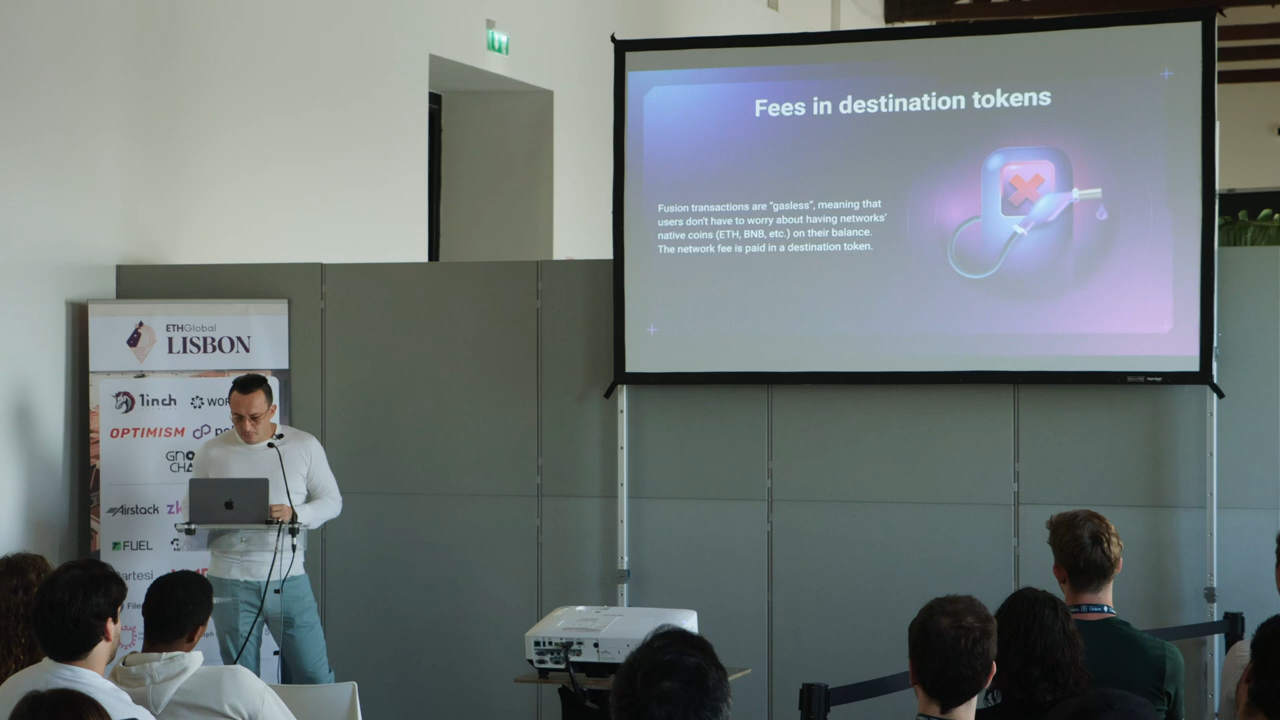 Fees in destination tokens
Fusion transactions are "gasless", meaning that
users don't have to worry about having networks'
native coins (ETH, BNB, etc.) on their balance.
The network fee is paid in a destination token.
ETHGlobal
LISBON
1inch
OPTIMISM
GNO
CHA
Airstack
FUEL